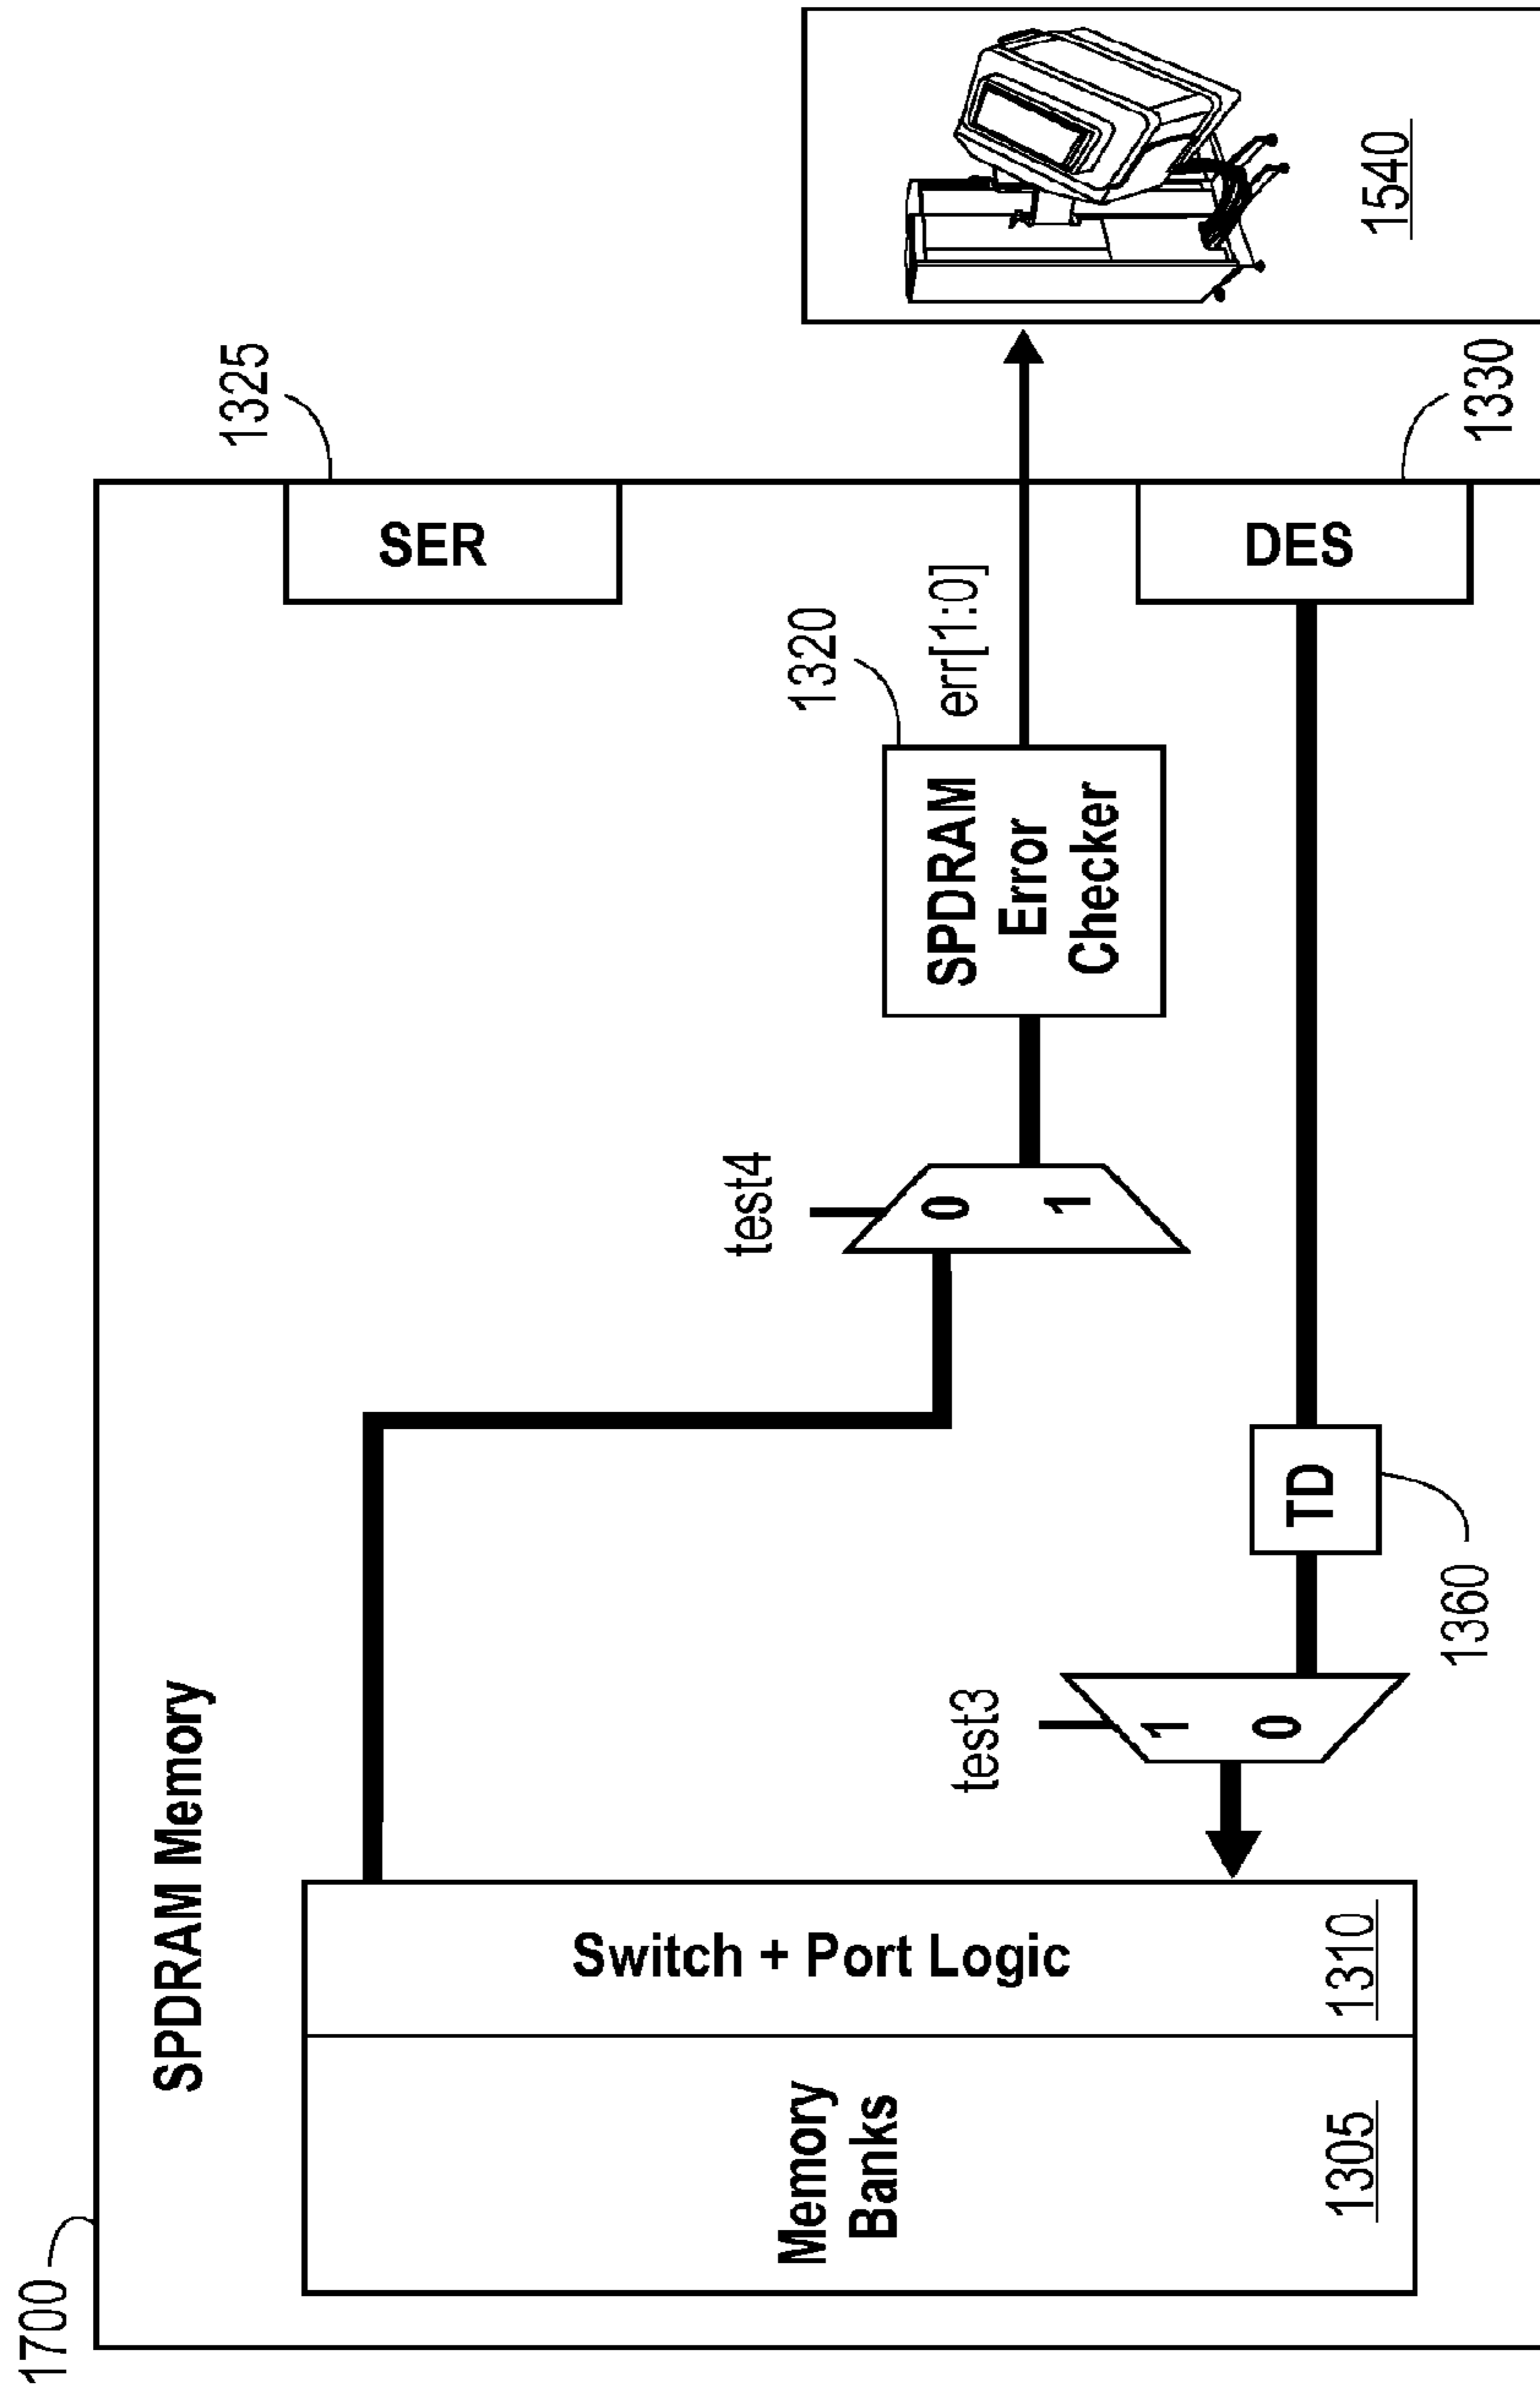 1700
SPDRAM Memory
1325
SER
Memory
Banks
1305
Switch + Port Logic
1310
test4
0
1
1320
SPDRAM
Error
Checker
err[1:0]
1540
test3
1
0
TD
1360
DES
1330